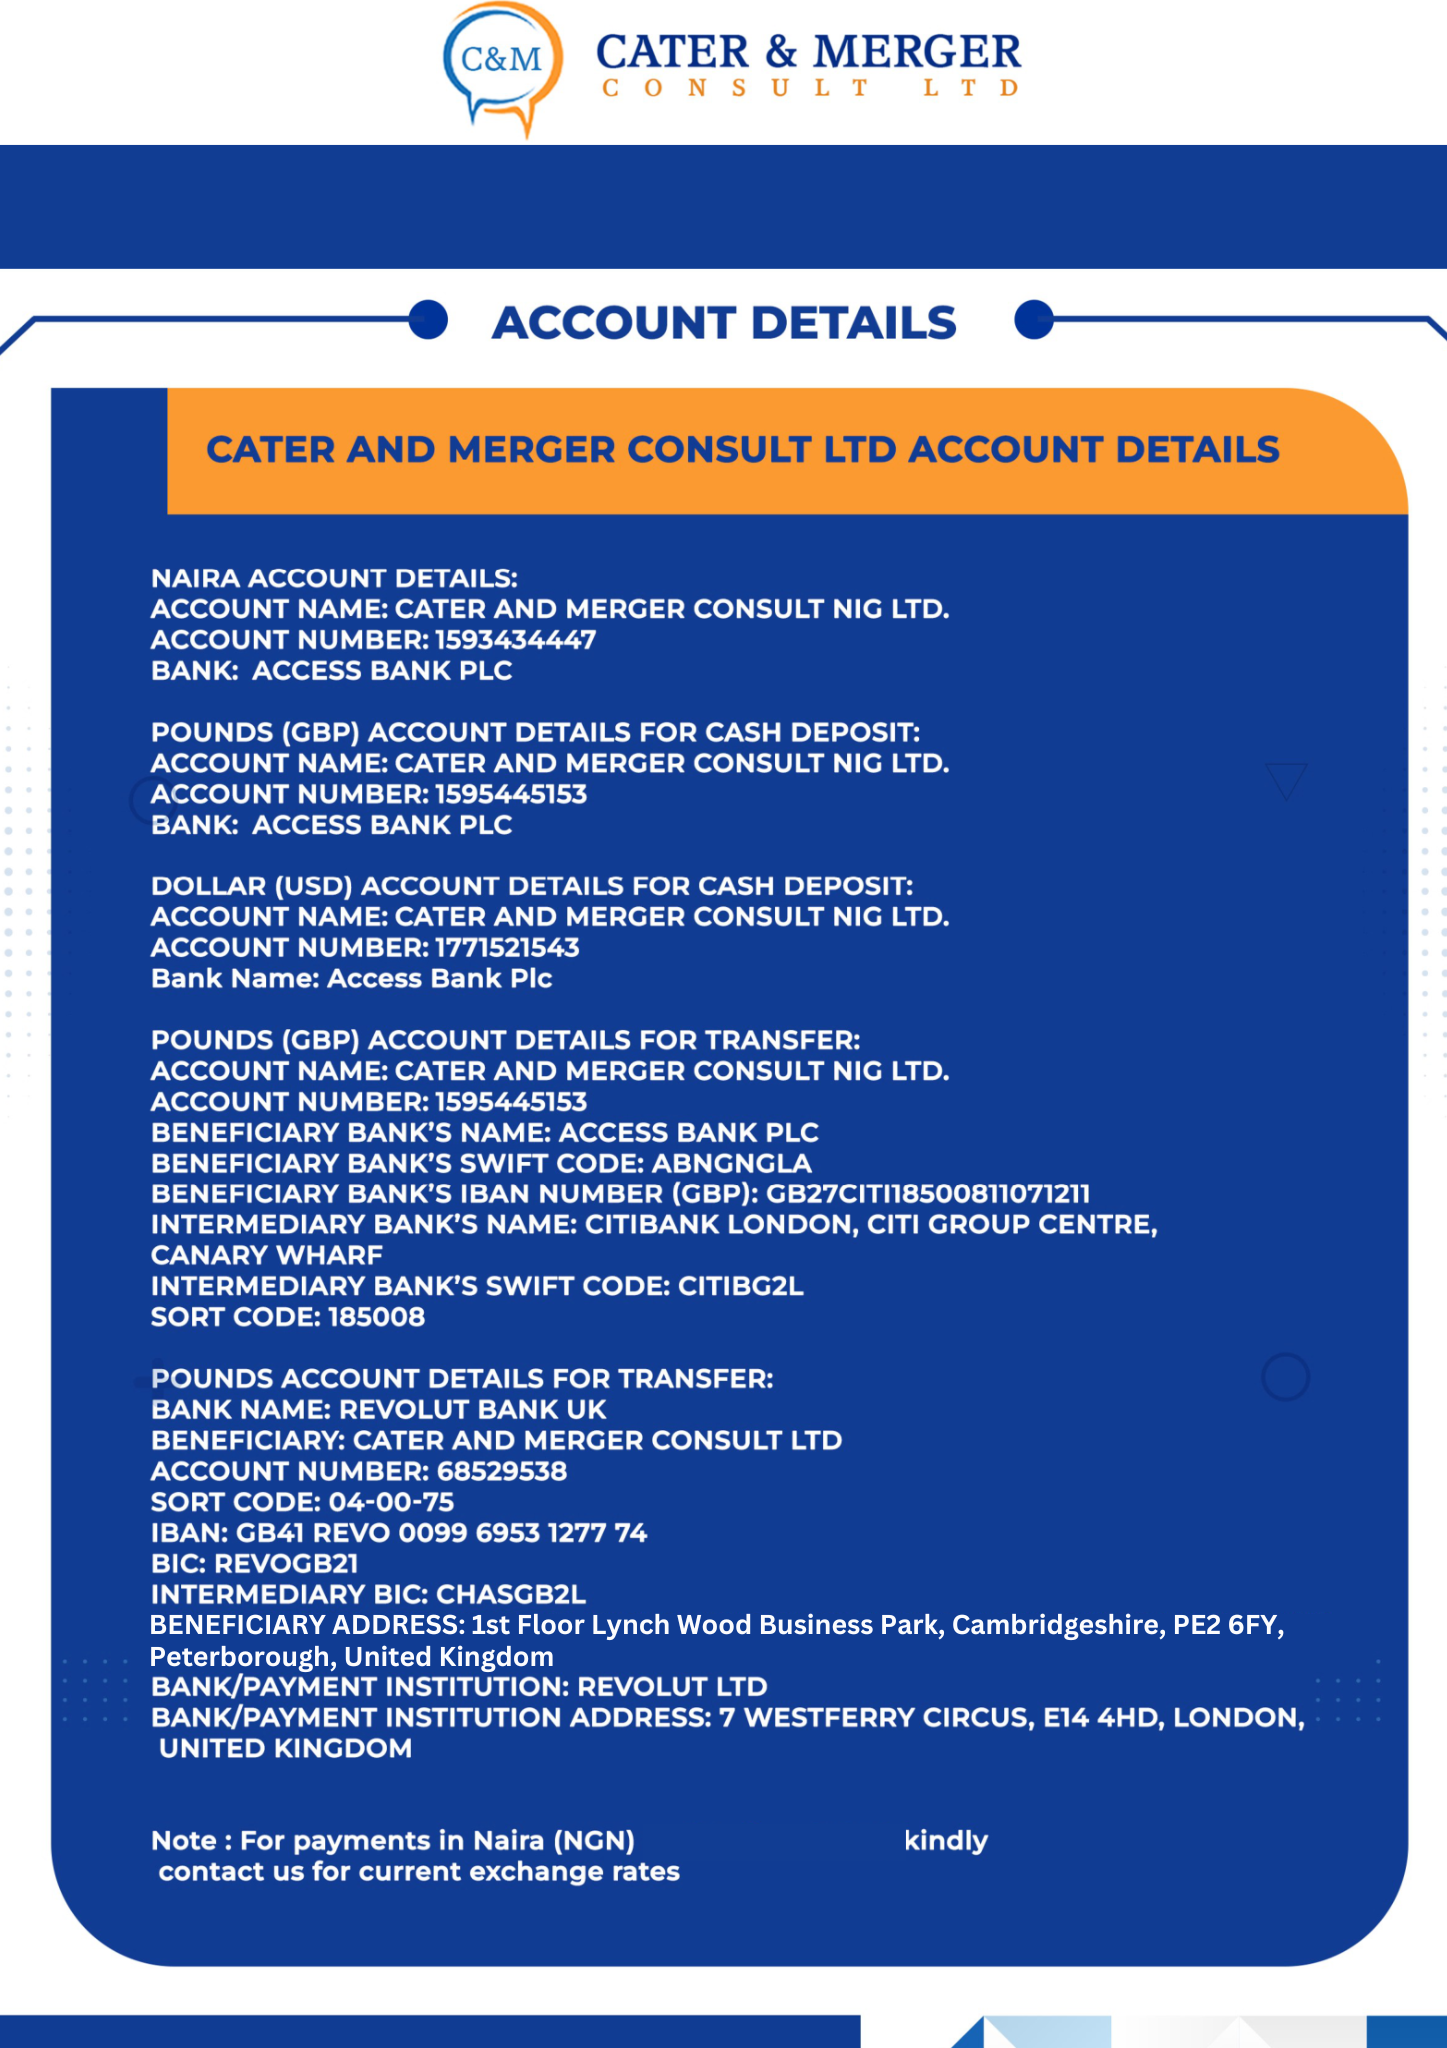 C&M
CATER & MERGER
CONSULT LTD
ACCOUNT DETAILS
CATER AND MERGER CONSULT LTD ACCOUNT DETAILS
NAIRA ACCOUNT DETAILS:
ACCOUNT NAME: CATER AND MERGER CONSULT NIG LTD.
ACCOUNT NUMBER: 1593434447
BANK: ACCESS BANK PLC
POUNDS (GBP) ACCOUNT DETAILS FOR CASH DEPOSIT:
ACCOUNT NAME: CATER AND MERGER CONSULT NIG LTD.
ACCOUNT NUMBER: 1595445153
BANK: ACCESS BANK PLC
DOLLAR (USD) ACCOUNT DETAILS FOR CASH DEPOSIT:
ACCOUNT NAME: CATER AND MERGER CONSULT NIG LTD.
ACCOUNT NUMBER: 1771521543
Bank Name: Access Bank Plc
POUNDS (GBP) ACCOUNT DETAILS FOR TRANSFER:
ACCOUNT NAME: CATER AND MERGER CONSULT NIG LTD.
ACCOUNT NUMBER: 1595445153
BENEFICIARY BANK'S NAME: ACCESS BANK PLC
BENEFICIARY BANK'S SWIFT CODE: ABNGNGLA
BENEFICIARY BANK'S IBAN NUMBER (GBP): GB27CITI18500811071211
INTERMEDIARY BANK'S NAME: CITIBANK LONDON, CITI GROUP CENTRE,
CANARY WHARF
INTERMEDIARY BANK'S SWIFT CODE: CITIBG2L
SORT CODE: 185008
POUNDS ACCOUNT DETAILS FOR TRANSFER:
BANK NAME: REVOLUT BANK UK
BENEFICIARY: CATER AND MERGER CONSULT LTD
ACCOUNT NUMBER: 68529538
SORT CODE: 04-00-75
IBAN: GB41 REVO 0099 6953 1277 74
BIC: REVOGB21
INTERMEDIARY BIC: CHASGB2L
BENEFICIARY ADDRESS: 1st Floor Lynch Wood Business Park, Cambridgeshire, PE2 6FY,
Peterborough, United Kingdom
BANK/PAYMENT INSTITUTION: REVOLUT LTD
BANK/PAYMENT INSTITUTION ADDRESS: 7 WESTFERRY CIRCUS, E14 4HD, LONDON,
UNITED KINGDOM
Note : For payments in Naira (NGN) kindly
contact us for current exchange rates